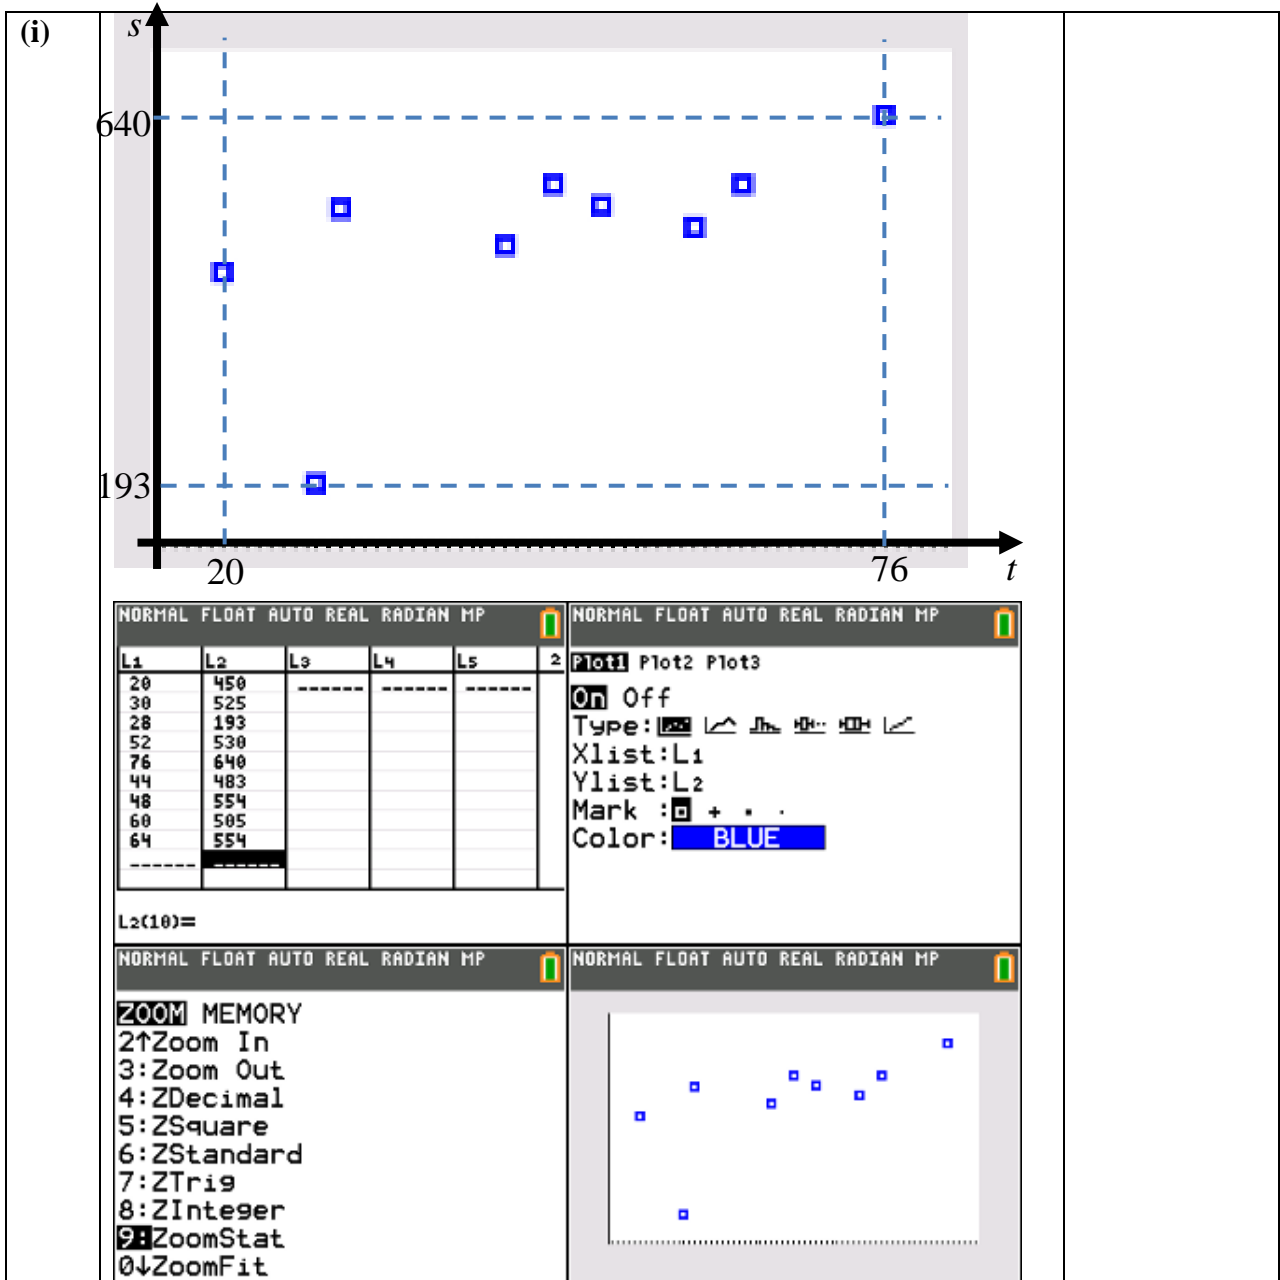 (i)
s
640
193
20 76 t
NORMAL FLOAT AUTO REAL RADIAN MP
L1 L2 L3 L4 L5 2
20 450 ------ ------ ------
30 525
28 193
52 530
76 640
44 483
48 554
60 505
64 554
------ ------
L2(10)=
NORMAL FLOAT AUTO REAL RADIAN MP
Plot1 Plot2 Plot3
On Off
Type:
Xlist:L1
Ylist:L2
Mark : + ▪ ·
Color: BLUE
NORMAL FLOAT AUTO REAL RADIAN MP
ZOOM MEMORY
2↑Zoom In
3:Zoom Out
4:ZDecimal
5:ZSquare
6:ZStandard
7:ZTrig
8:ZInteger
9:ZoomStat
0↓ZoomFit
NORMAL FLOAT AUTO REAL RADIAN MP